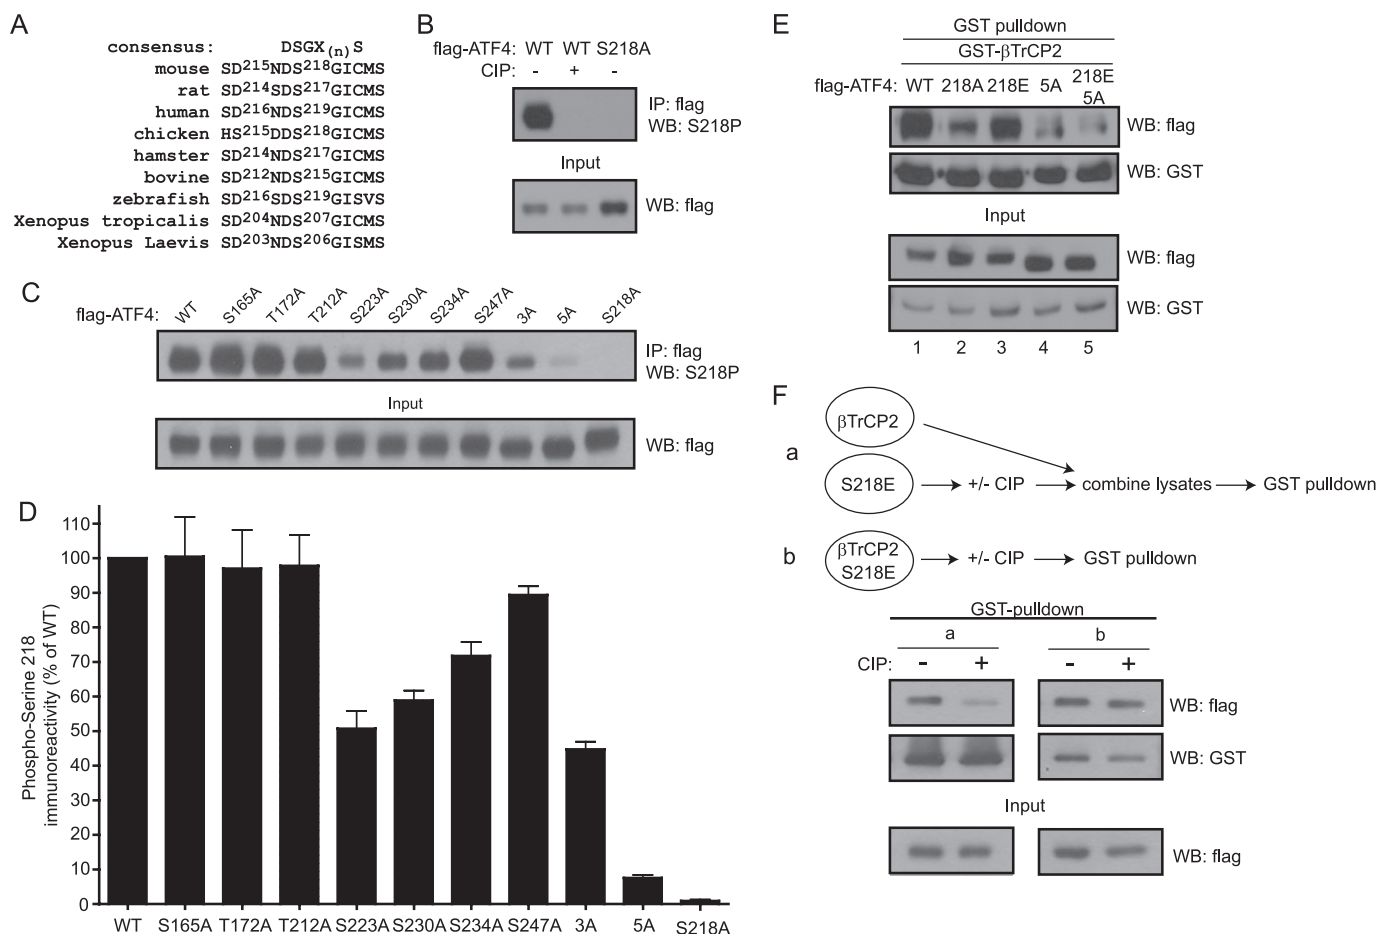 A
consensus: DSGX(n)S
mouse SD215NDS218GICMS
rat SD214SDS217GICMS
human SD216NDS219GICMS
chicken HS215DDS218GICMS
hamster SD214NDS217GICMS
bovine SD212NDS215GICMS
zebrafish SD216SDS219GISVS
Xenopus tropicalis SD204NDS207GICMS
Xenopus Laevis SD203NDS206GISMS
B
flag-ATF4: WT WT S218A
CIP: - + -
IP: flag
WB: S218P
Input
WB: flag
C
flag-ATF4: WT S165A T172A T212A S223A S230A S234A S247A 3A 5A S218A
IP: flag
WB: S218P
Input
WB: flag
D
Phospho-Serine 218
immunoreactivity (% of WT)
110
100
90
80
70
60
50
40
30
20
10
0
WT S165A T172A T212A S223A S230A S234A S247A 3A 5A S218A
E
GST pulldown
GST-βTrCP2
flag-ATF4: WT 218A 218E 5A 218E 5A
WB: flag
WB: GST
Input
WB: flag
WB: GST
1 2 3 4 5
F
a
βTrCP2
S218E +/- CIP combine lysates GST pulldown
b
βTrCP2
S218E
+/- CIP GST pulldown
GST-pulldown
a b
CIP: - + - +
WB: flag
WB: GST
Input
WB: flag